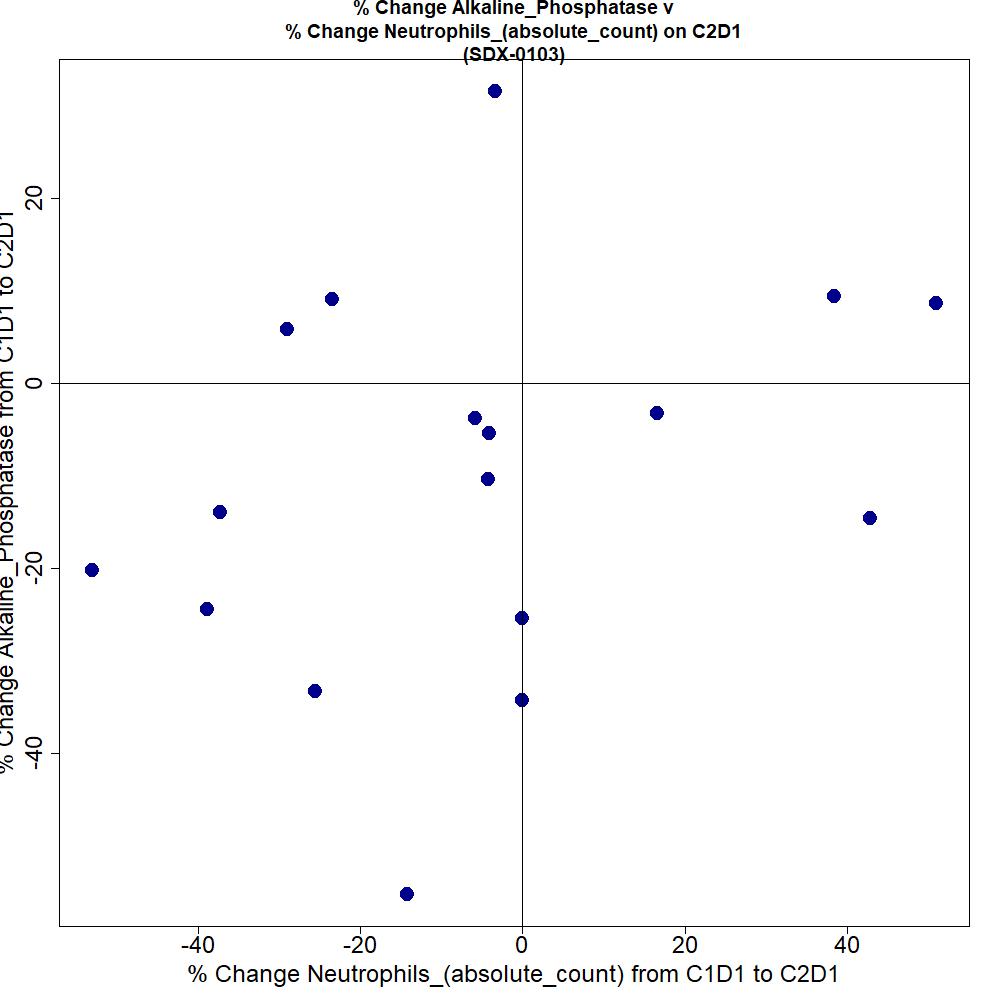 % Change Alkaline_Phosphatase v
% Change Neutrophils_(absolute_count) on C2D1
(SDX-0103)
% Change Alkaline_Phosphatase from C1D1 to C2D1
20
0
-20
-40
-40
-20
0
20
40
% Change Neutrophils_(absolute_count) from C1D1 to C2D1